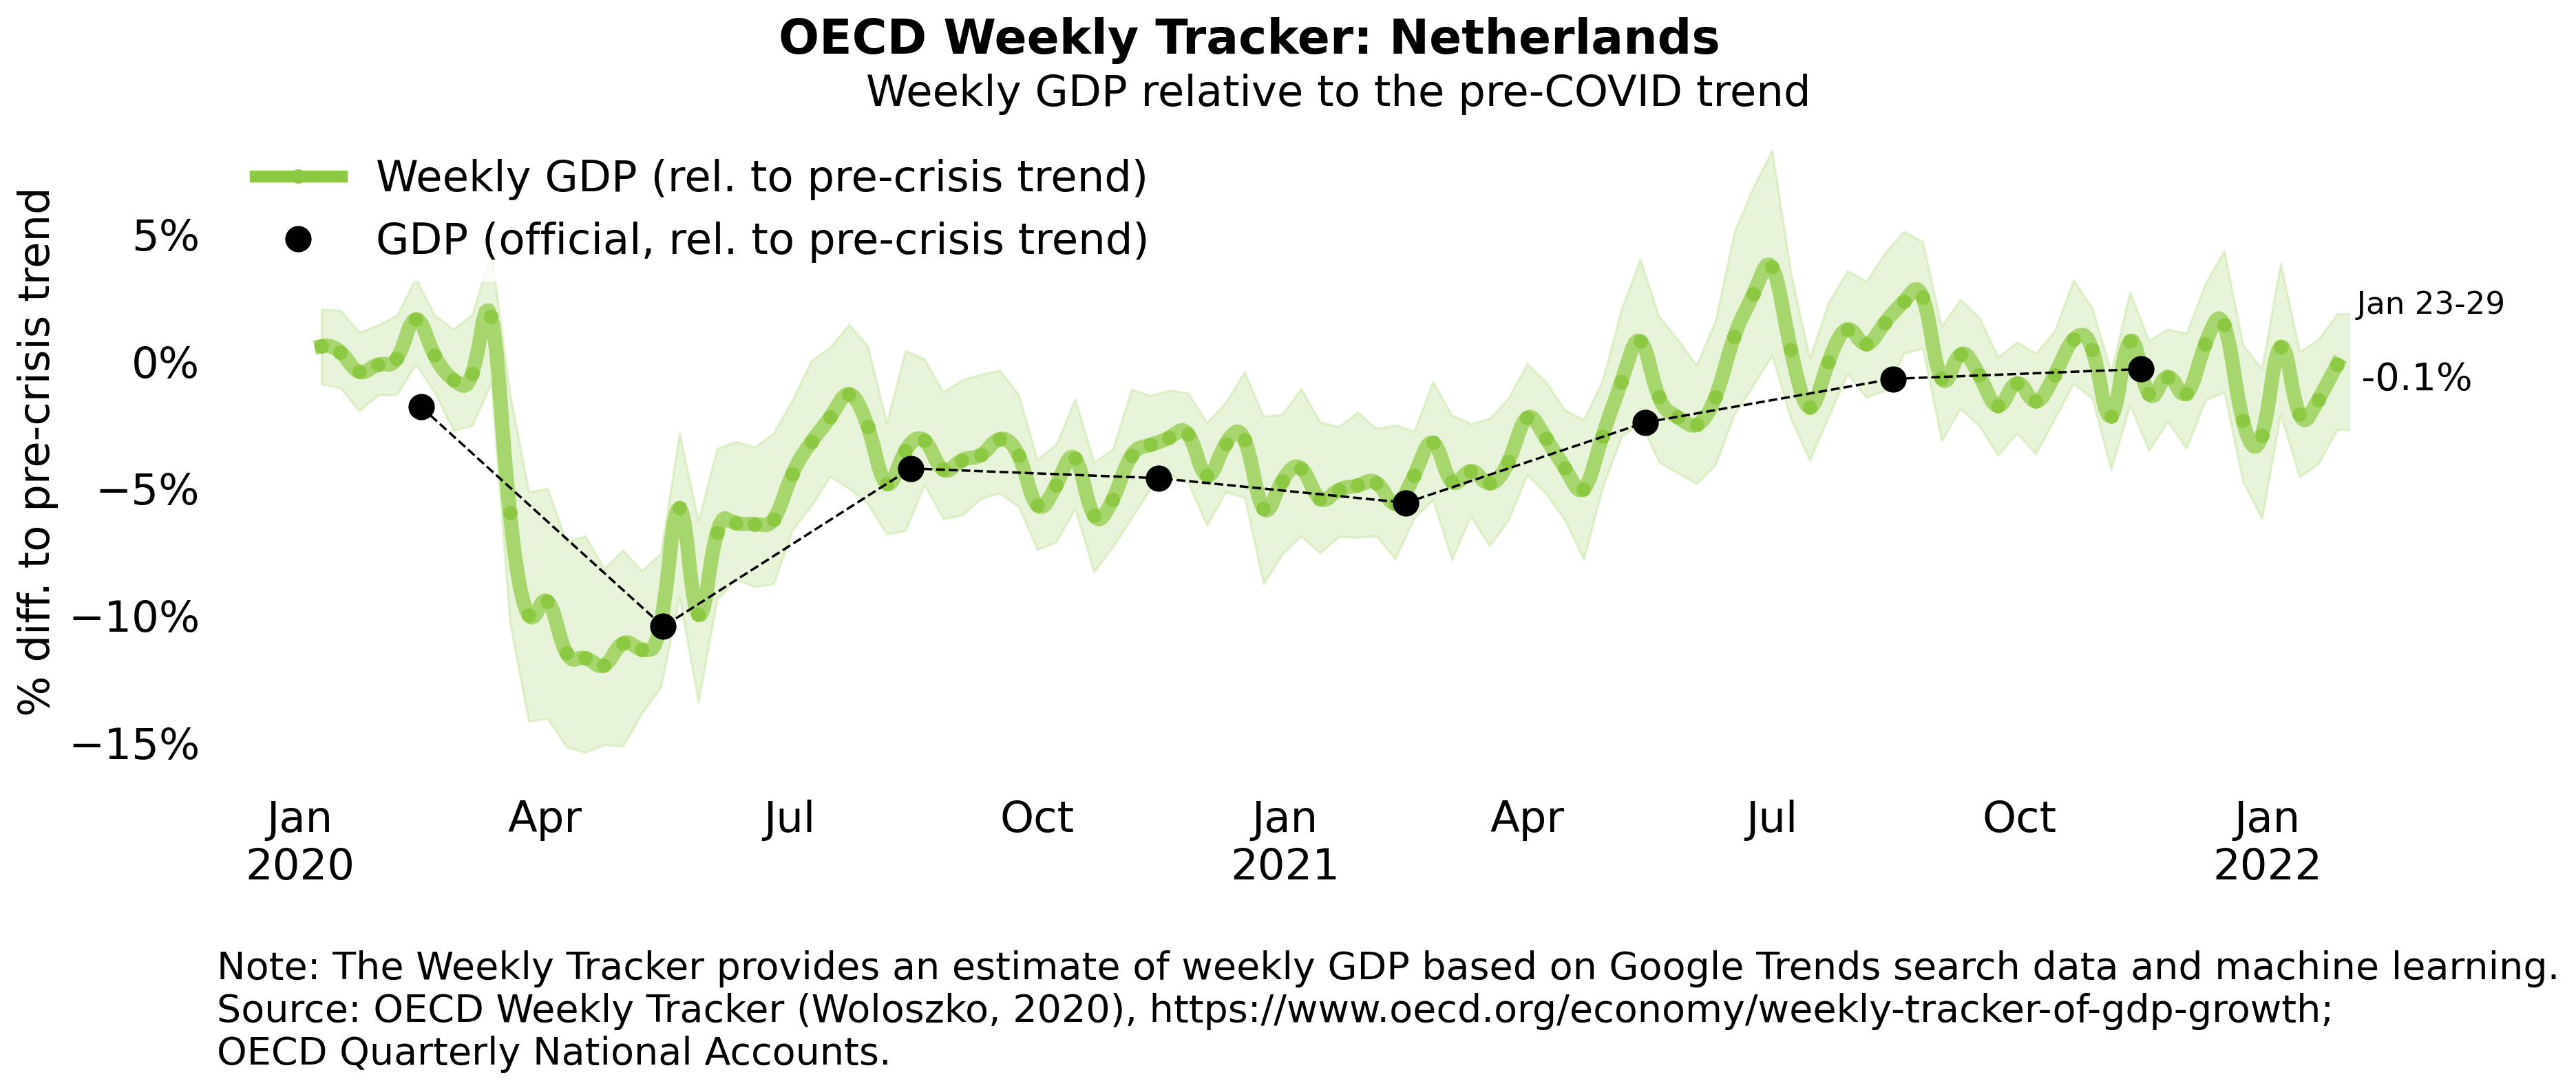 OECD Weekly Tracker: Netherlands
Weekly GDP relative to the pre-COVID trend
Weekly GDP (rel. to pre-crisis trend)
GDP (official, rel. to pre-crisis trend)
% diff. to pre-crisis trend
5%
0%
−5%
−10%
−15%
Jan 23-29
-0.1%
Jan Apr Jul Oct Jan Apr Jul Oct Jan
2020 2021 2022
Note: The Weekly Tracker provides an estimate of weekly GDP based on Google Trends search data and machine learning.
Source: OECD Weekly Tracker (Woloszko, 2020), https://www.oecd.org/economy/weekly-tracker-of-gdp-growth;
OECD Quarterly National Accounts.